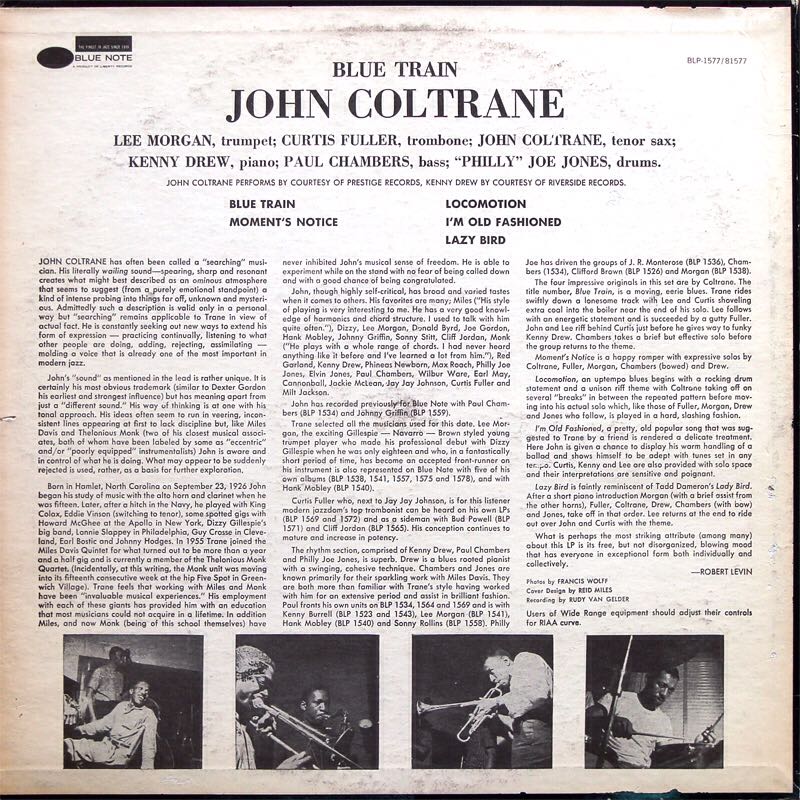 THE FINEST IN JAZZ SINCE 1939
BLUE NOTE
A PRODUCT OF LIBERTY RECORDS
BLP-1577/81577
BLUE TRAIN
JOHN COLTRANE
LEE MORGAN, trumpet; CURTIS FULLER, trombone; JOHN COLTRANE, tenor sax;
KENNY DREW, piano; PAUL CHAMBERS, bass; “PHILLY” JOE JONES, drums.
JOHN COLTRANE PERFORMS BY COURTESY OF PRESTIGE RECORDS, KENNY DREW BY COURTESY OF RIVERSIDE RECORDS.
BLUE TRAIN
MOMENT'S NOTICE
LOCOMOTION
I'M OLD FASHIONED
LAZY BIRD
JOHN COLTRANE has often been called a "searching" musi-
cian. His literally wailing sound—spearing, sharp and resonant
creates what might best described as an ominous atmosphere
that seems to suggest (from a purely emotional standpoint) a
kind of intense probing into things far off, unknown and mysteri-
ous. Admittedly such a description is valid only in a personal
way but "searching" remains applicable to Trane in view of
actual fact. He is constantly seeking out new ways to extend his
form of expression — practicing continually, listening to what
other people are doing, adding, rejecting, assimilating —
molding a voice that is already one of the most important in
modern jazz.
John's "sound" as mentioned in the lead is rather unique. It is
certainly his most obvious trademark (similar to Dexter Gordon
his earliest and strongest influence) but has meaning apart from
just a "different sound." His way of thinking is at one with his
tonal approach. His ideas often seem to run in veering, incon-
sistent lines appearing at first to lack discipline but, like Miles
Davis and Thelonious Monk (two of his closest musical associ-
ates, both of whom have been labeled by some as "eccentric"
and/or "poorly equipped" instrumentalists) John is aware and
in control of what he is doing. What may appear to be suddenly
rejected is used, rather, as a basis for further exploration.
Born in Hamlet, North Carolina on September 23, 1926 John
began his study of music with the alto horn and clarinet when he
was fifteen. Later, after a hitch in the Navy, he played with King
Colax, Eddie Vinson (switching to tenor), some spotted gigs with
Howard McGhee at the Apollo in New York, Dizzy Gillespie's
big band, Lonnie Slappey in Philadelphia, Guy Crosse in Cleve-
land, Earl Bostic and Johnny Hodges. In 1955 Trane joined the
Miles Davis Quintet for what turned out to be more than a year
and a half gig and is currently a member of the Thelonious Monk
Quartet. (incidentally, at this writing, the Monk unit was moving
into its fifteenth consecutive week at the hip Five Spot in Green-
wich Village). Trane feels that working with Miles and Monk
have been "invaluable musical experiences." His employment
with each of these giants has provided him with an education
that most musicians could not acquire in a lifetime. In addition
Miles, and now Monk (being of this school themselves) have
never inhibited John's musical sense of freedom. He is able to
experiment while on the stand with no fear of being called down
and with a good chance of being congratulated.
John, though highly self-critical, has broad and varied tastes
when it comes to others. His favorites are many; Miles ("His style
of playing is very interesting to me. He has a very good knowl-
edge of harmonics and chord structure. I used to talk with him
quite often."), Dizzy, Lee Morgan, Donald Byrd, Joe Gordon,
Hank Mobley, Johnny Griffin, Sonny Stitt, Cliff Jordan, Monk
("He plays with a whole range of chords. I had never heard
anything like it before and I've learned a lot from him."), Red
Garland, Kenny Drew, Phineas Newborn, Max Roach, Philly Joe
Jones, Elvin Jones, Paul Chambers, Wilbur Ware, Earl May,
Cannonball, Jackie McLean, Jay Jay Johnson, Curtis Fuller and
Milt Jackson.
John has recorded previously for Blue Note with Paul Cham-
bers (BLP 1534) and Johnny Griffin (BLP 1559).
Trane selected all the musicians used for this date. Lee Mor-
gan, the exciting Gillespie — Navarro — Brown styled young
trumpet player who made his professional debut with Dizzy
Gillespie when he was only eighteen and who, in a fantastically
short period of time, has become an accepted front-runner on
his instrument is also represented on Blue Note with five of his
own albums (BLP 1538, 1541, 1557, 1575 and 1578), and with
Hank Mobley (BLP 1540).
Curtis Fuller who, next to Jay Jay Johnson, is for this listener
modern jazzdom's top trombonist can be heard on his own LPs
(BLP 1569 and 1572) and as a sideman with Bud Powell (BLP
1571) and Cliff Jordan (BLP 1565). His conception continues to
mature and increase in potency.
The rhythm section, comprised of Kenny Drew, Paul Chambers
and Philly Joe Jones, is superb. Drew is a blues rooted pianist
with a swinging, cohesive technique. Chambers and Jones are
known primarily for their sparkling work with Miles Davis. They
are both more than familiar with Trane's style having worked
with him for an extensive period and assist in brilliant fashion.
Paul fronts his own units on BLP 1534, 1564 and 1569 and is with
Kenny Burrell (BLP 1523 and 1543), Lee Morgan (BLP 1541),
Hank Mobley (BLP 1540) and Sonny Rollins (BLP 1558). Philly
Joe has driven the groups of J. R. Monterose (BLP 1536), Cham-
bers (1534), Clifford Brown (BLP 1526) and Morgan (BLP 1538).
The four impressive originals in this set are by Coltrane. The
title number, Blue Train, is a moving, eerie blues. Trane rides
swiftly down a lonesome track with Lee and Curtis shoveling
extra coal into the boiler near the end of his solo. Lee follows
with an energetic statement and is succeeded by a gutty Fuller.
John and Lee riff behind Curtis just before he gives way to funky
Kenny Drew. Chambers takes a brief but effective solo before
the group returns to the theme.
Moment's Notice is a happy romper with expressive solos by
Coltrane, Fuller, Morgan, Chambers (bowed) and Drew.
Locomotion, an uptempo blues begins with a rocking drum
statement and a unison riff theme with Coltrane taking off on
several "breaks" in between the repeated pattern before mov-
ing into his actual solo which, like those of Fuller, Morgan, Drew
and Jones who follow, is played in a hard, slashing fashion.
I'm Old Fashioned, a pretty, old popular song that was sug-
gested to Trane by a friend is rendered a delicate treatment.
Here John is given a chance to display his warm handling of a
ballad and shows himself to be adept with tunes set in any
tempo. Curtis, Kenny and Lee are also provided with solo space
and their interpretations are sensitive and poignant.
Lazy Bird is faintly reminiscent of Tadd Dameron's Lady Bird.
After a short piano introduction Morgan (with a brief assist from
the other horns), Fuller, Coltrane, Drew, Chambers (with bow)
and Jones, take off in that order. Lee returns at the end to ride
out over John and Curtis with the theme.
What is perhaps the most striking attribute (among many)
about this LP is its free, but not disorganized, blowing mood
that has everyone in exceptional form both individually and
collectively.
—ROBERT LEVIN
Photos by FRANCIS WOLFF
Cover Design by REID MILES
Recording by RUDY VAN GELDER
Users of Wide Range equipment should adjust their controls
for RIAA curve.